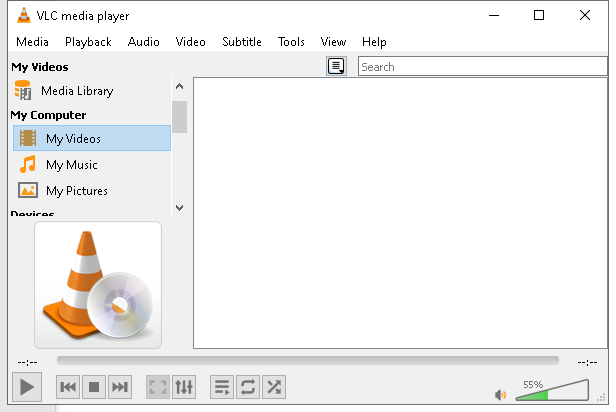 VLC media player
Media Playback Audio Video Subtitle Tools View Help
My Videos
Search
Media Library
My Computer
My Videos
My Music
My Pictures
Devices
--:-- --:--
55%